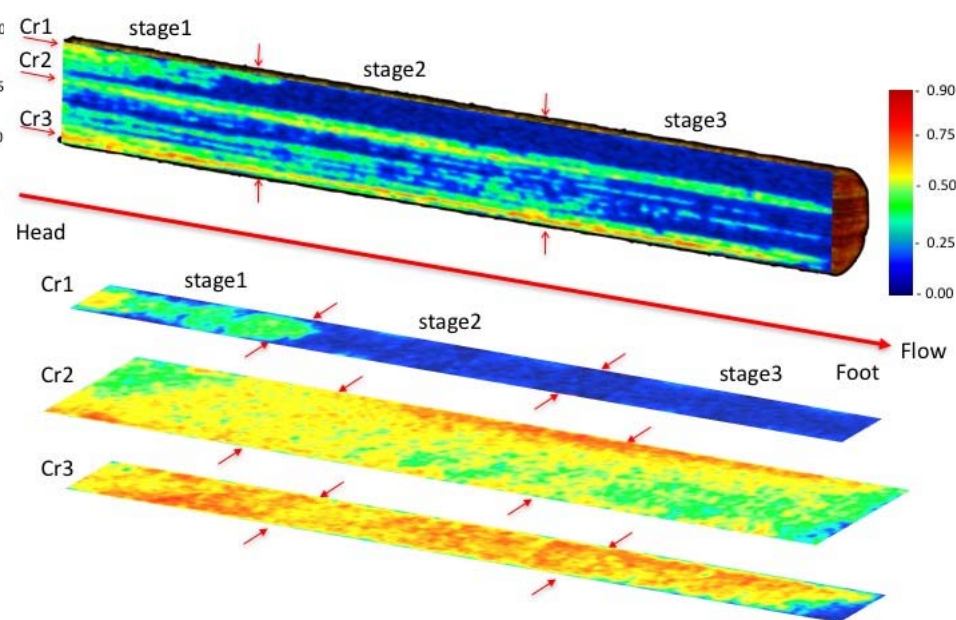 Cr1
stage1
Cr2
stage2
Cr3
stage3
- 0.90
- 0.75
- 0.50
- 0.25
- 0.00
Head
Cr1
stage1
stage2
Flow
Cr2
stage3
Foot
Cr3